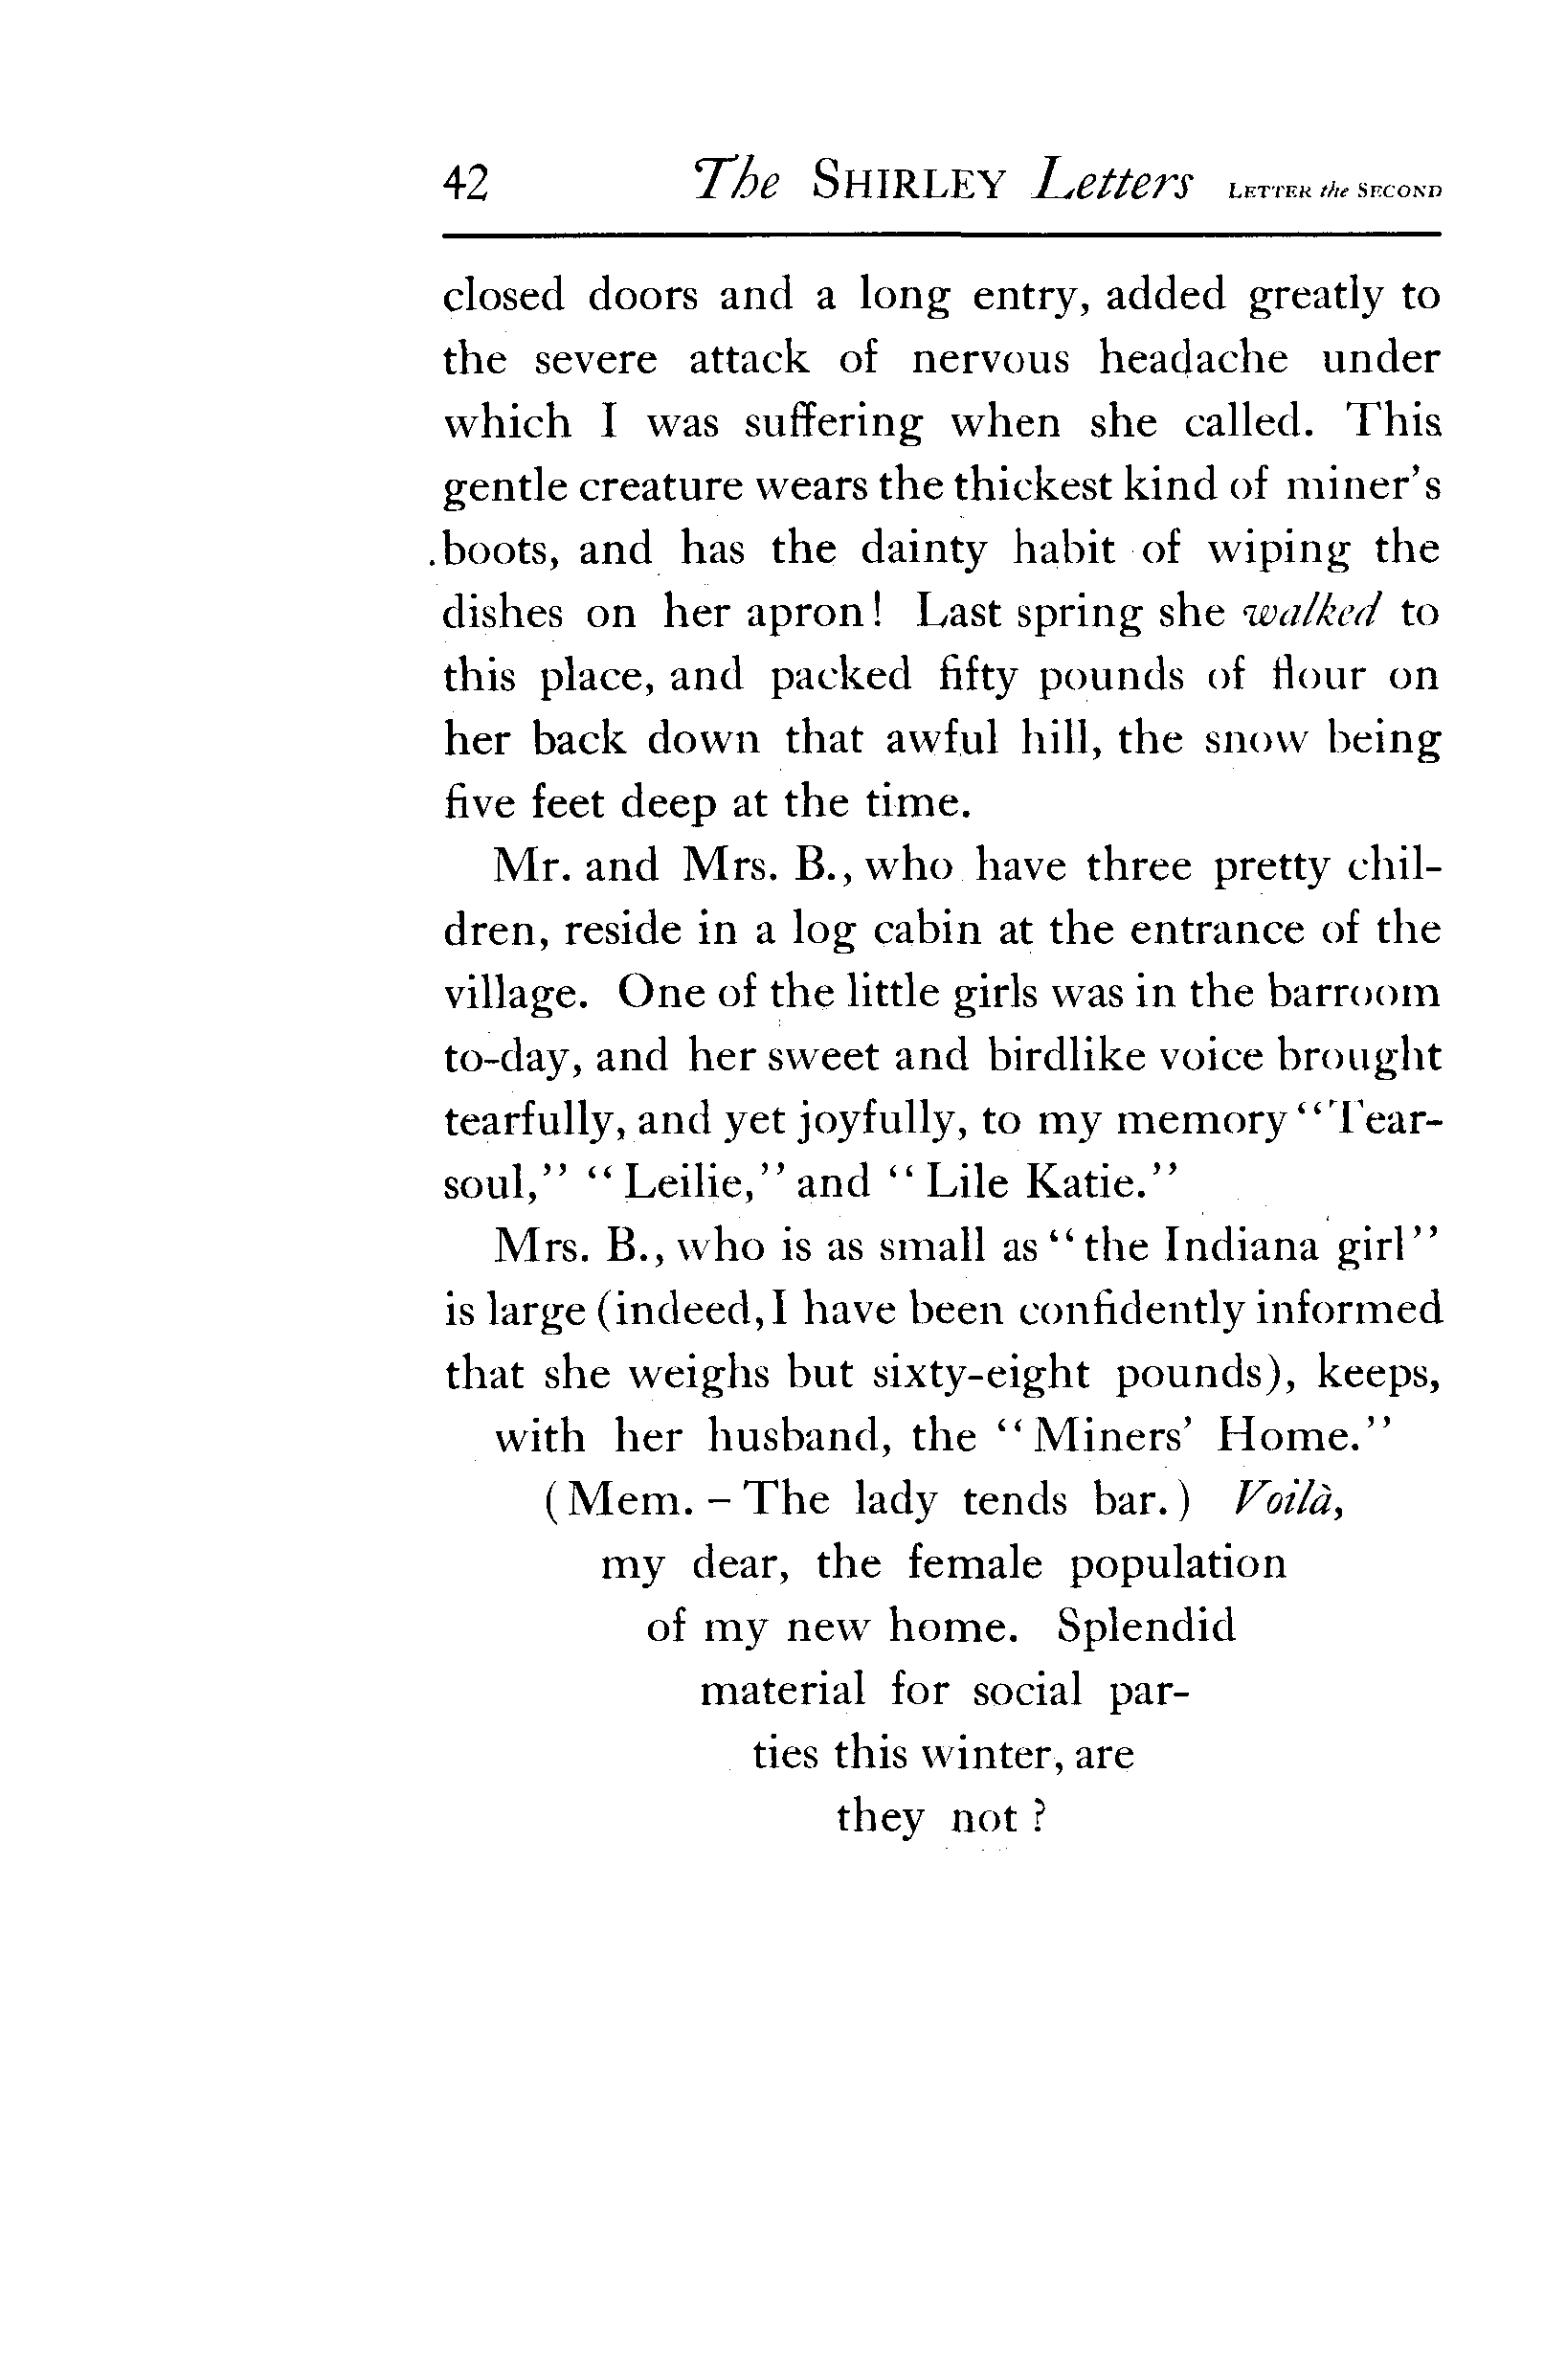 42 The SHIRLEY Letters LETTER the SECOND
closed doors and a long entry, added greatly to
the severe attack of nervous headache under
which I was suffering when she called. This
gentle creature wears the thickest kind of miner's
boots, and has the dainty habit of wiping the
dishes on her apron! Last spring she walked to
this place, and packed fifty pounds of flour on
her back down that awful hill, the snow being
five feet deep at the time.
Mr. and Mrs. B., who have three pretty chil-
dren, reside in a log cabin at the entrance of the
village. One of the little girls was in the barroom
to-day, and her sweet and birdlike voice brought
tearfully, and yet joyfully, to my memory “Tear-
soul,” “Leilie,” and “Lile Katie.”
Mrs. B., who is as small as “the Indiana girl”
is large (indeed, I have been confidently informed
that she weighs but sixty-eight pounds), keeps,
with her husband, the “Miners’ Home.”
(Mem. – The lady tends bar.) Voilà,
my dear, the female population
of my new home. Splendid
material for social par-
ties this winter, are
they not?